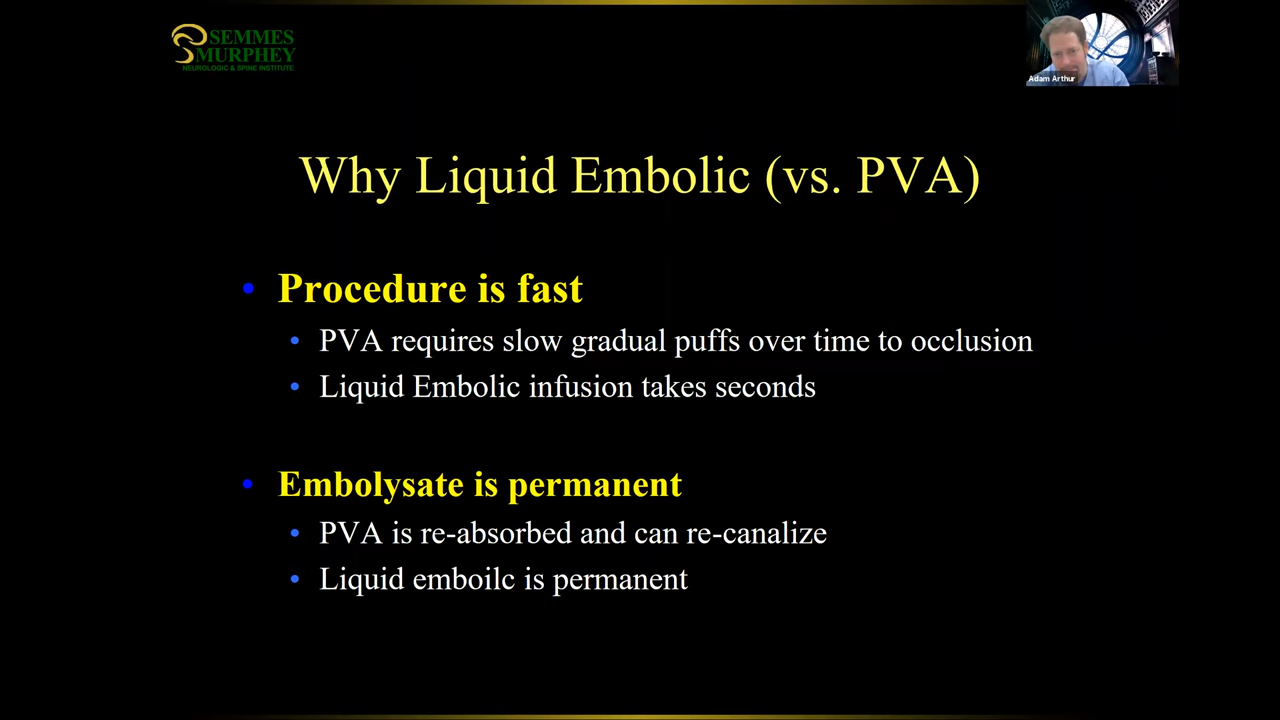 SEMMES
MURPHEY
NEUROLOGIC & SPINE INSTITUTE
Adam Arthur
Why Liquid Embolic (vs. PVA)
• Procedure is fast
• PVA requires slow gradual puffs over time to occlusion
• Liquid Embolic infusion takes seconds
• Embolysate is permanent
• PVA is re-absorbed and can re-canalize
• Liquid emboilc is permanent